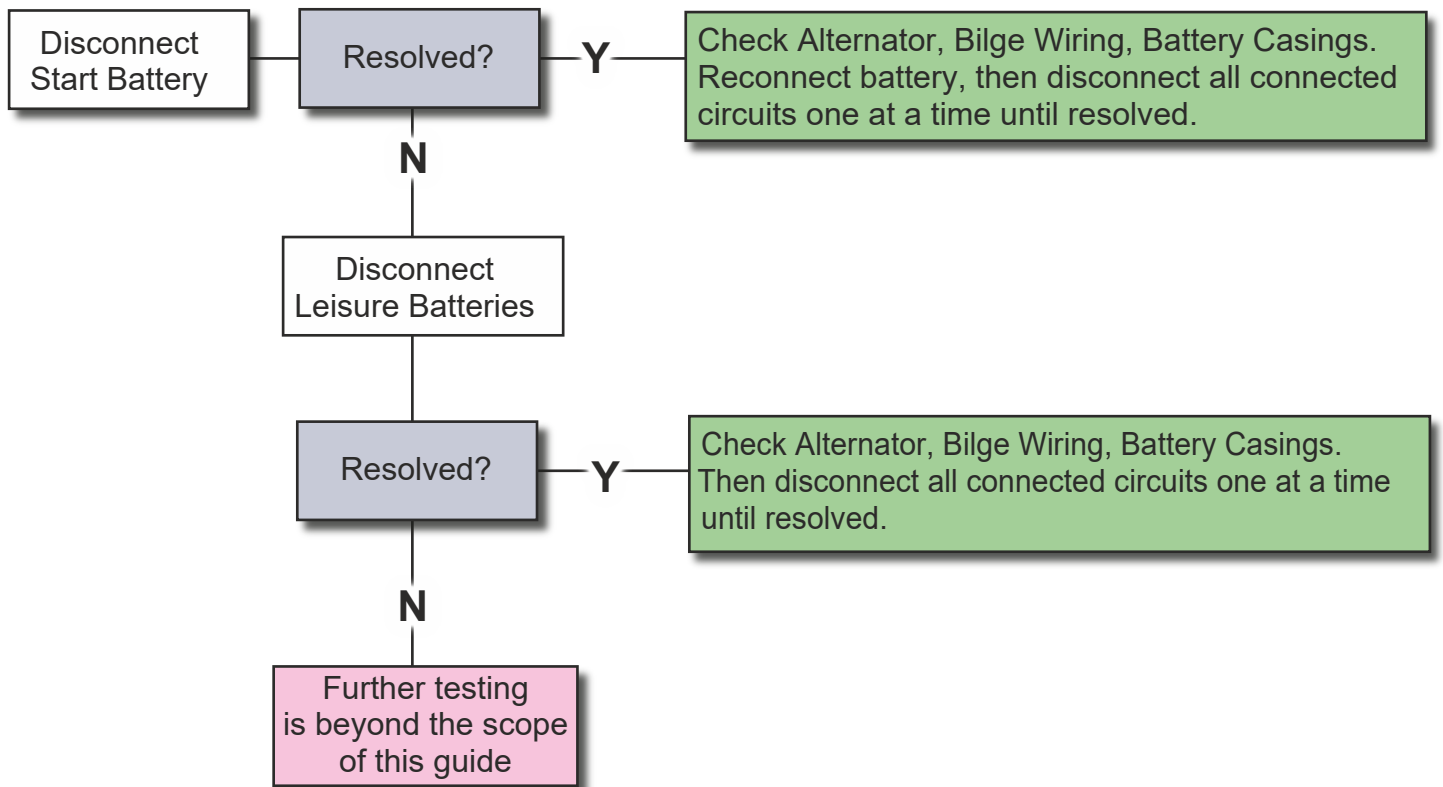 Disconnect
Start Battery
Resolved?
Y
Check Alternator, Bilge Wiring, Battery Casings.
Reconnect battery, then disconnect all connected
circuits one at a time until resolved.
N
Disconnect
Leisure Batteries
Resolved?
Y
Check Alternator, Bilge Wiring, Battery Casings.
Then disconnect all connected circuits one at a time
until resolved.
N
Further testing
is beyond the scope
of this guide